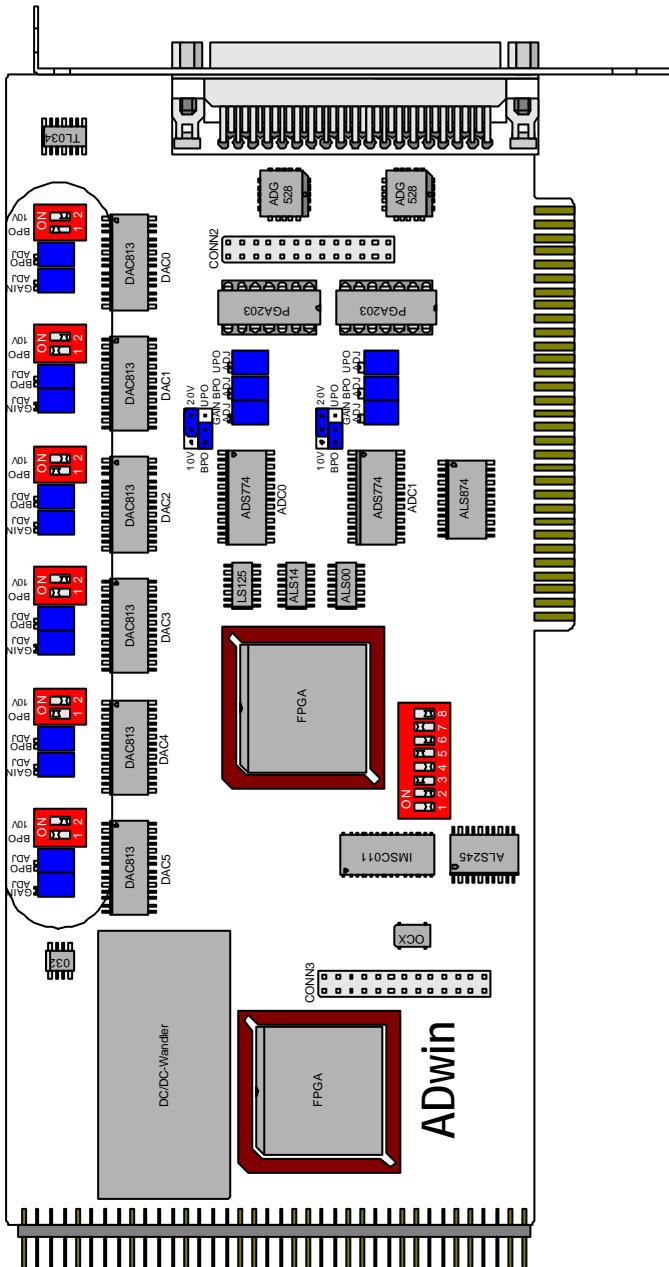 TL034
ADG
528
ADG
528
CONN2
ON
1 2
10V
BPO
BPO
ADJ
GAIN
ADJ
DAC813
DAC0
PGA203
PGA203
ON
1 2
10V
BPO
BPO
ADJ
GAIN
ADJ
DAC813
DAC1
UPO
ADJ
BPO
ADJ
GAIN
ADJ
UPO
ADJ
BPO
ADJ
GAIN
ADJ
10V
20V
BPO
UPO
10V
20V
BPO
UPO
ON
1 2
10V
BPO
BPO
ADJ
GAIN
ADJ
DAC813
DAC2
ADS774
ADC0
ADS774
ADC1
ALS874
ON
1 2
10V
BPO
BPO
ADJ
GAIN
ADJ
DAC813
DAC3
LS125
ALS14
ALS00
FPGA
ON
1 2
10V
BPO
BPO
ADJ
GAIN
ADJ
DAC813
DAC4
ON
1 2 3 4 5 6 7 8
ON
1 2
10V
BPO
BPO
ADJ
GAIN
ADJ
DAC813
DAC5
IMSC011
ALS245
032
OCX
CONN3
DC/DC-Wandler
FPGA
ADwin